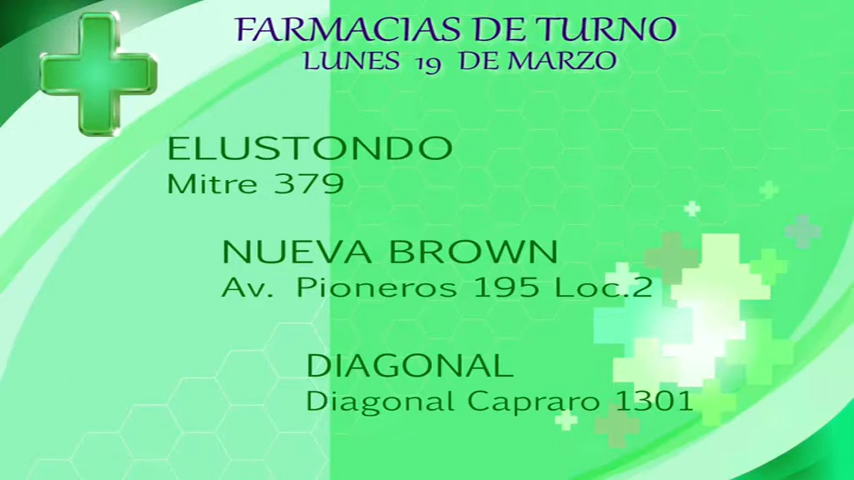 FARMACIAS DE TURNO
LUNES 19 DE MARZO
ELUSTONDO
Mitre 379
NUEVA BROWN
Av. Pioneros 195 Loc.2
DIAGONAL
Diagonal Capraro 1301